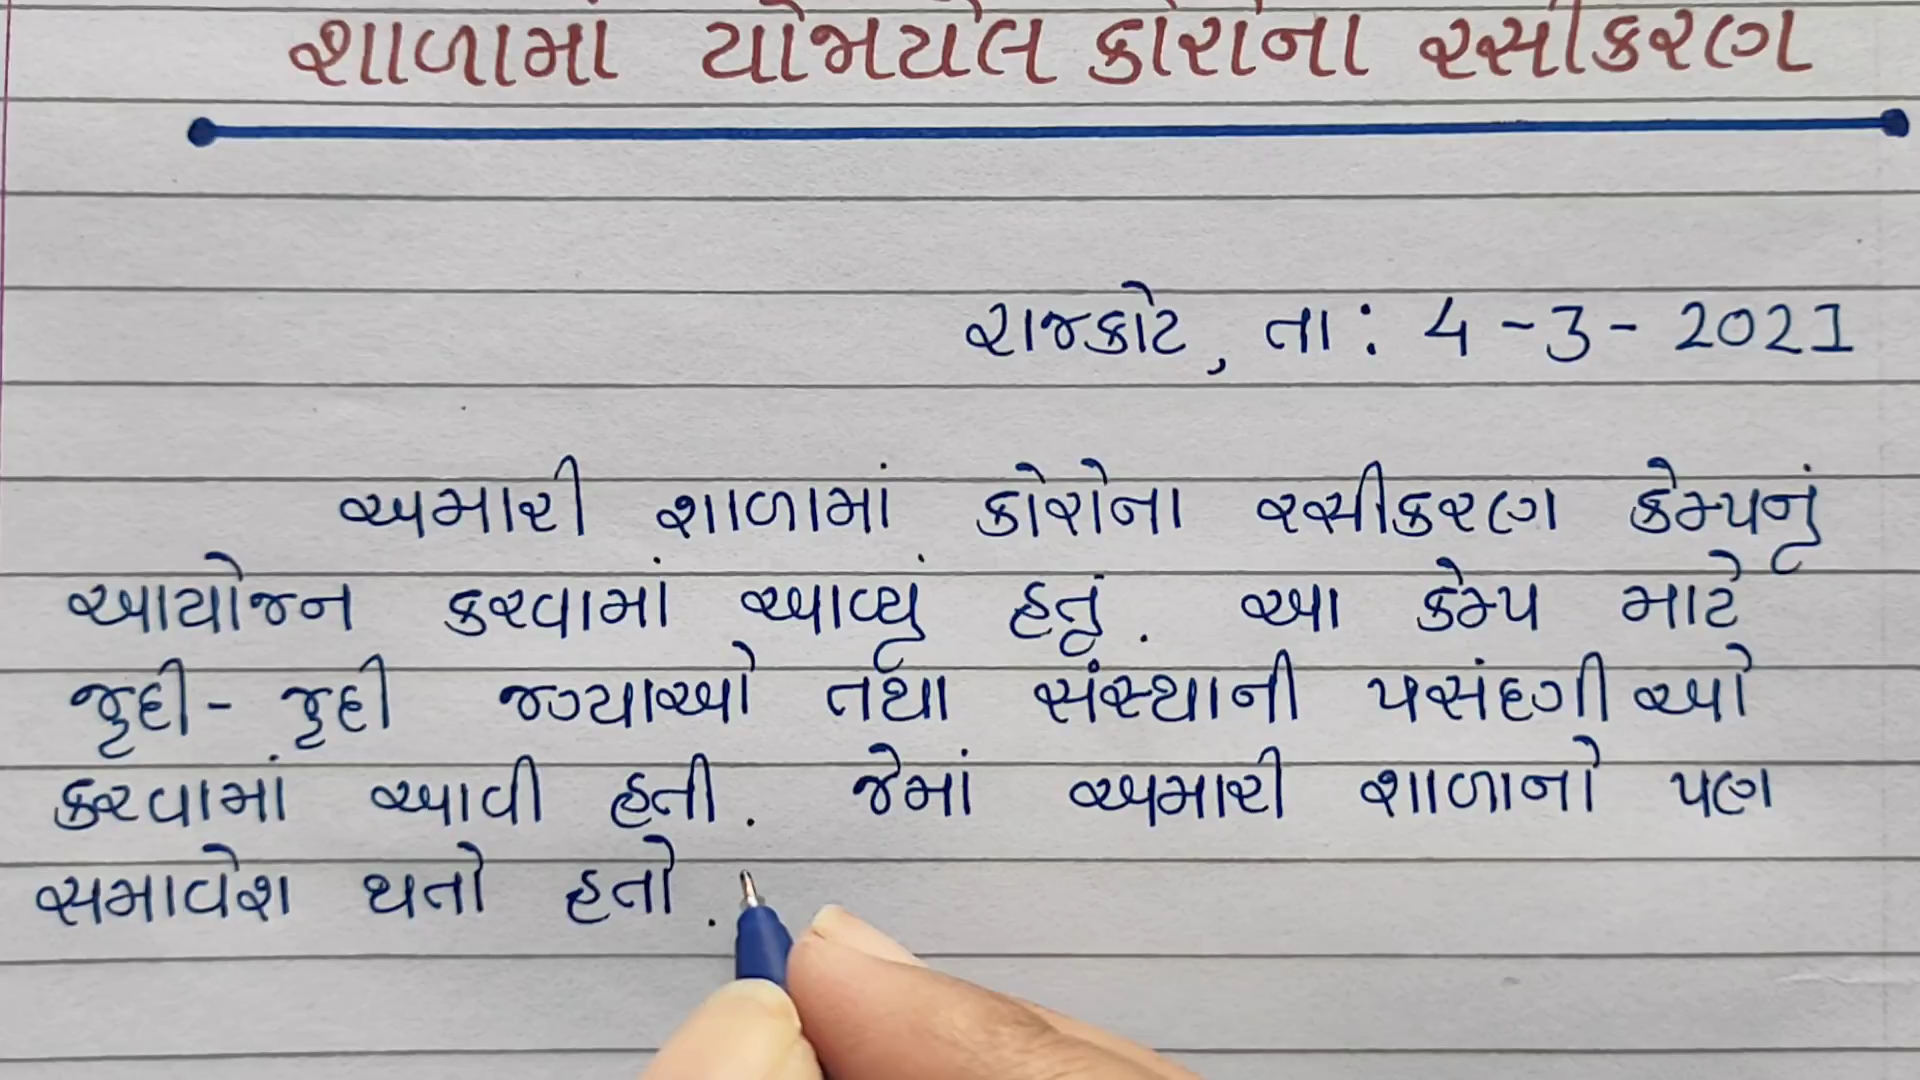 શાળામાં યોજાયેલ કોરોના રસીકરણ
રાજકોટ, તા: 4-3-2021
અમારી શાળામાં કોરોના રસીકરણ કેમ્પનું
આયોજન કરવામાં આવ્યું હતું. આ કેમ્પ માટે
જુદી-જુદી જગ્યાઓ તથા સંસ્થાની પસંદગીઓ
કરવામાં આવી હતી. જેમાં અમારી શાળાનો પણ
સમાવેશ થતો હતો.